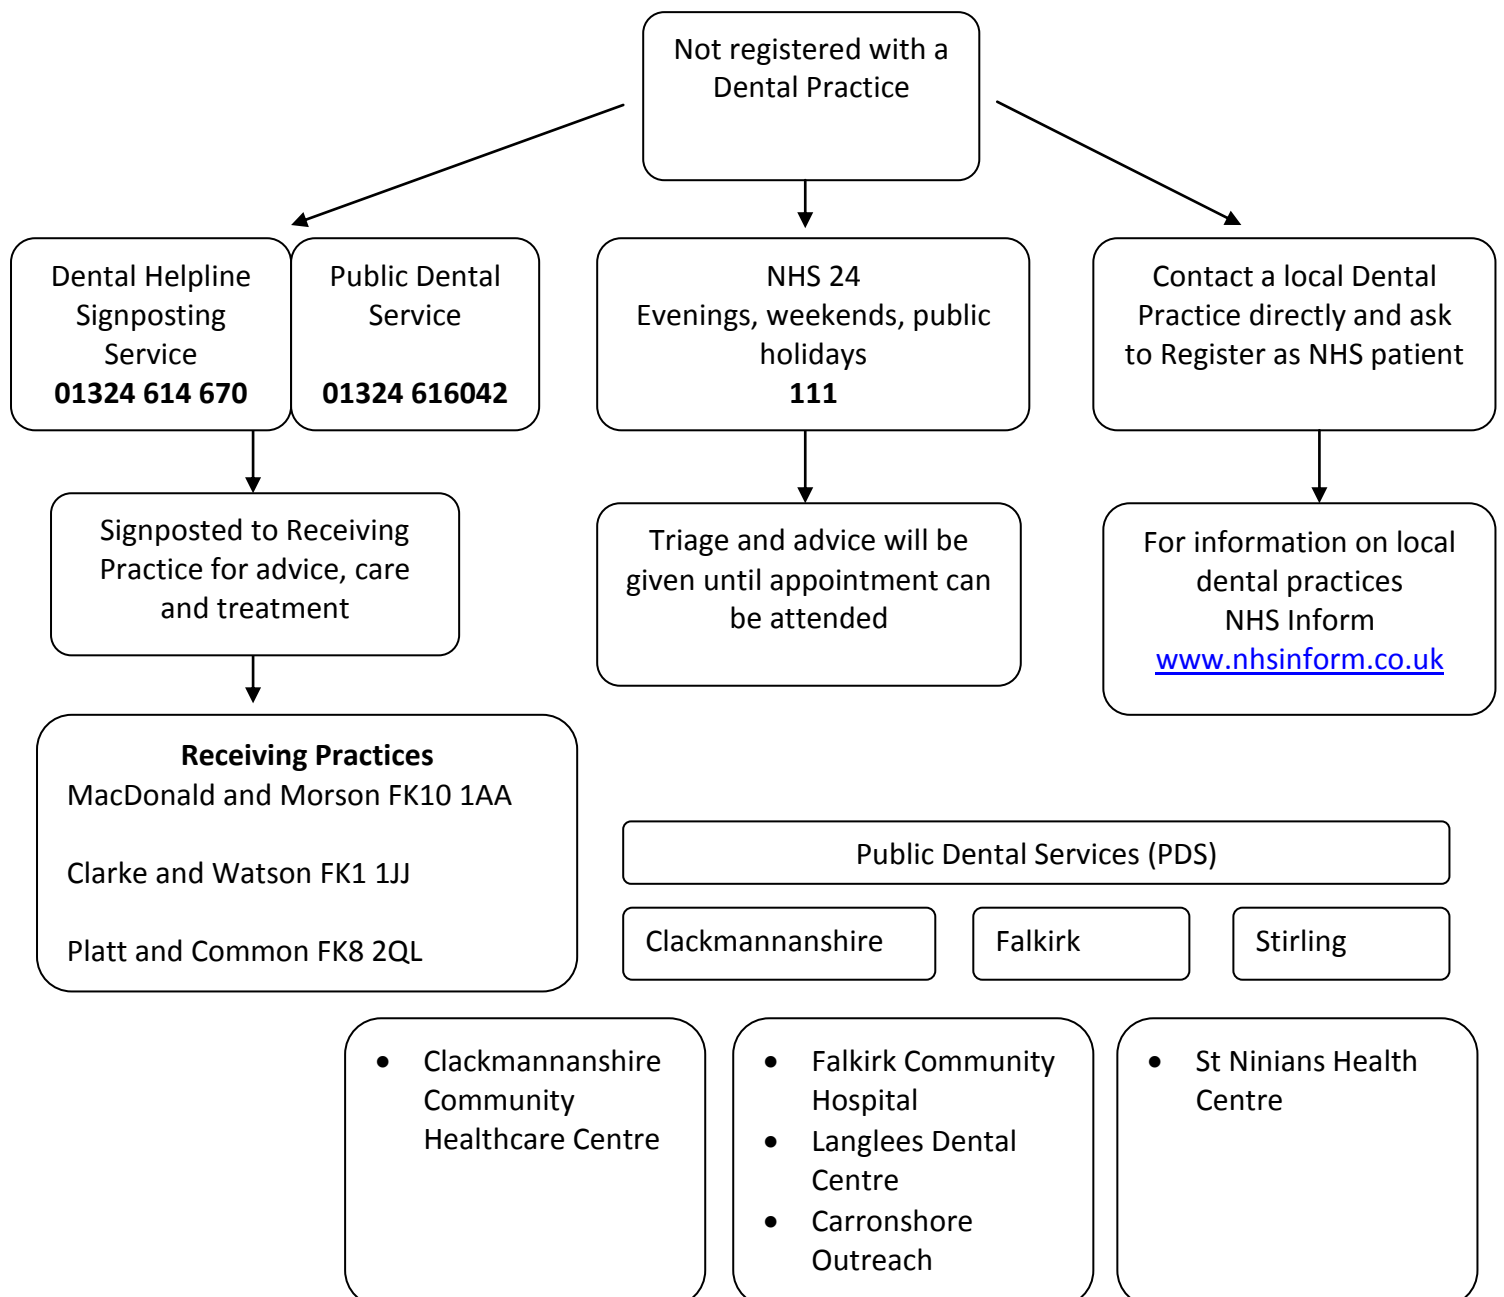 Not registered with a
Dental Practice
Dental Helpline
Signposting
Service
01324 614 670
Public Dental
Service
01324 616042
NHS 24
Evenings, weekends, public
holidays
111
Contact a local Dental
Practice directly and ask
to Register as NHS patient
Signposted to Receiving
Practice for advice, care
and treatment
Triage and advice will be
given until appointment can
be attended
For information on local
dental practices
NHS Inform
www.nhsinform.co.uk
Receiving Practices
MacDonald and Morson FK10 1AA
Clarke and Watson FK1 1JJ
Platt and Common FK8 2QL
Public Dental Services (PDS)
Clackmannanshire
Falkirk
Stirling
• Clackmannanshire
Community
Healthcare Centre
• Falkirk Community
Hospital
• Langlees Dental
Centre
• Carronshore
Outreach
• St Ninians Health
Centre